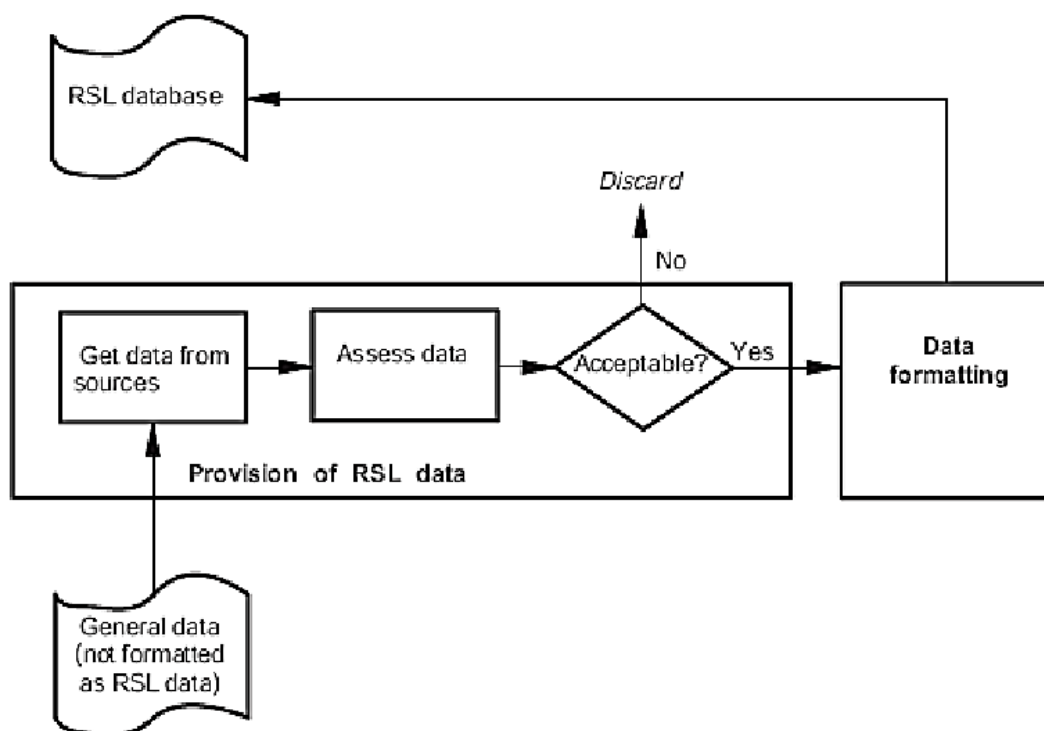 RSL database
Discard
No
Get data from
sources
Assess data
Acceptable?
Yes
Data
formatting
Provision of RSL data
General data
(not formatted
as RSL data)